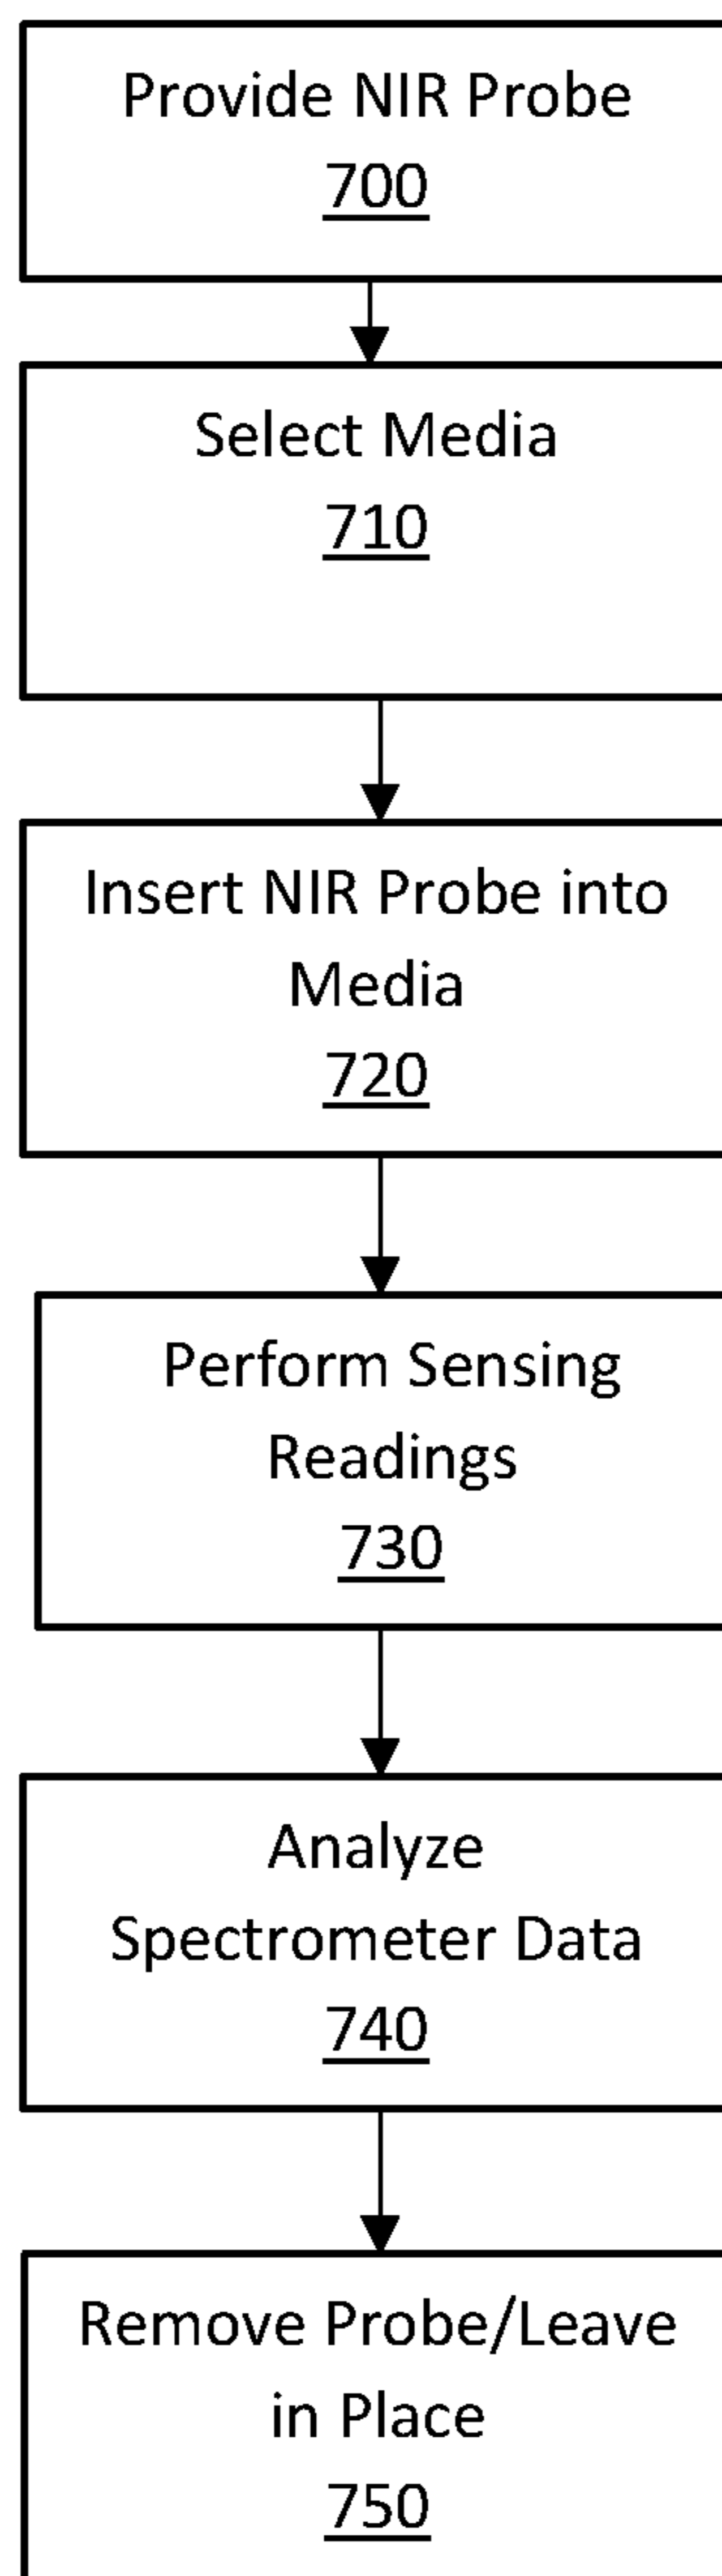 Provide NIR Probe
700
Select Media
710
Insert NIR Probe into
Media
720
Perform Sensing
Readings
730
Analyze
Spectrometer Data
740
Remove Probe/Leave
in Place
750